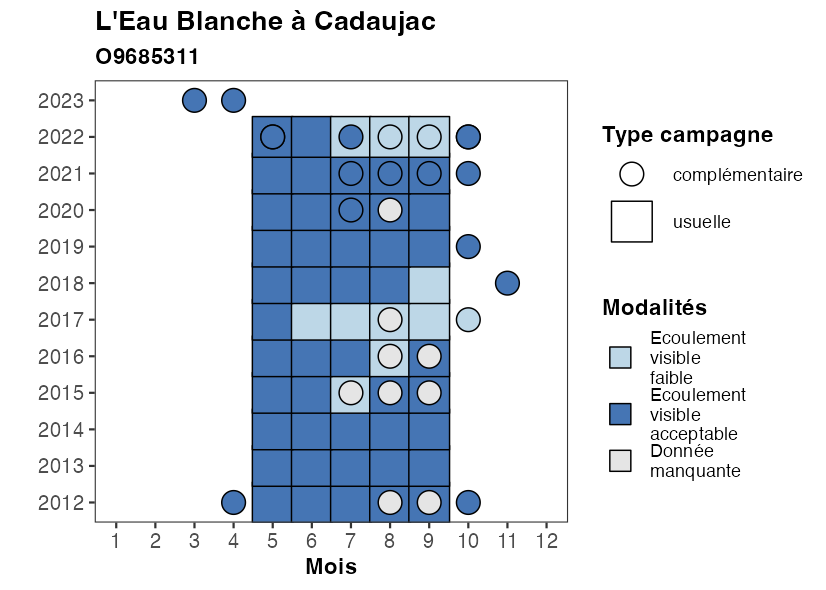 L'Eau Blanche à Cadaujac
O9685311
2023
2022
2021
2020
2019
2018
2017
2016
2015
2014
2013
2012
1 2 3 4 5 6 7 8 9 10 11 12
Mois
Type campagne
complémentaire
usuelle
Modalités
Ecoulement
visible
faible
Ecoulement
visible
acceptable
Donnée
manquante